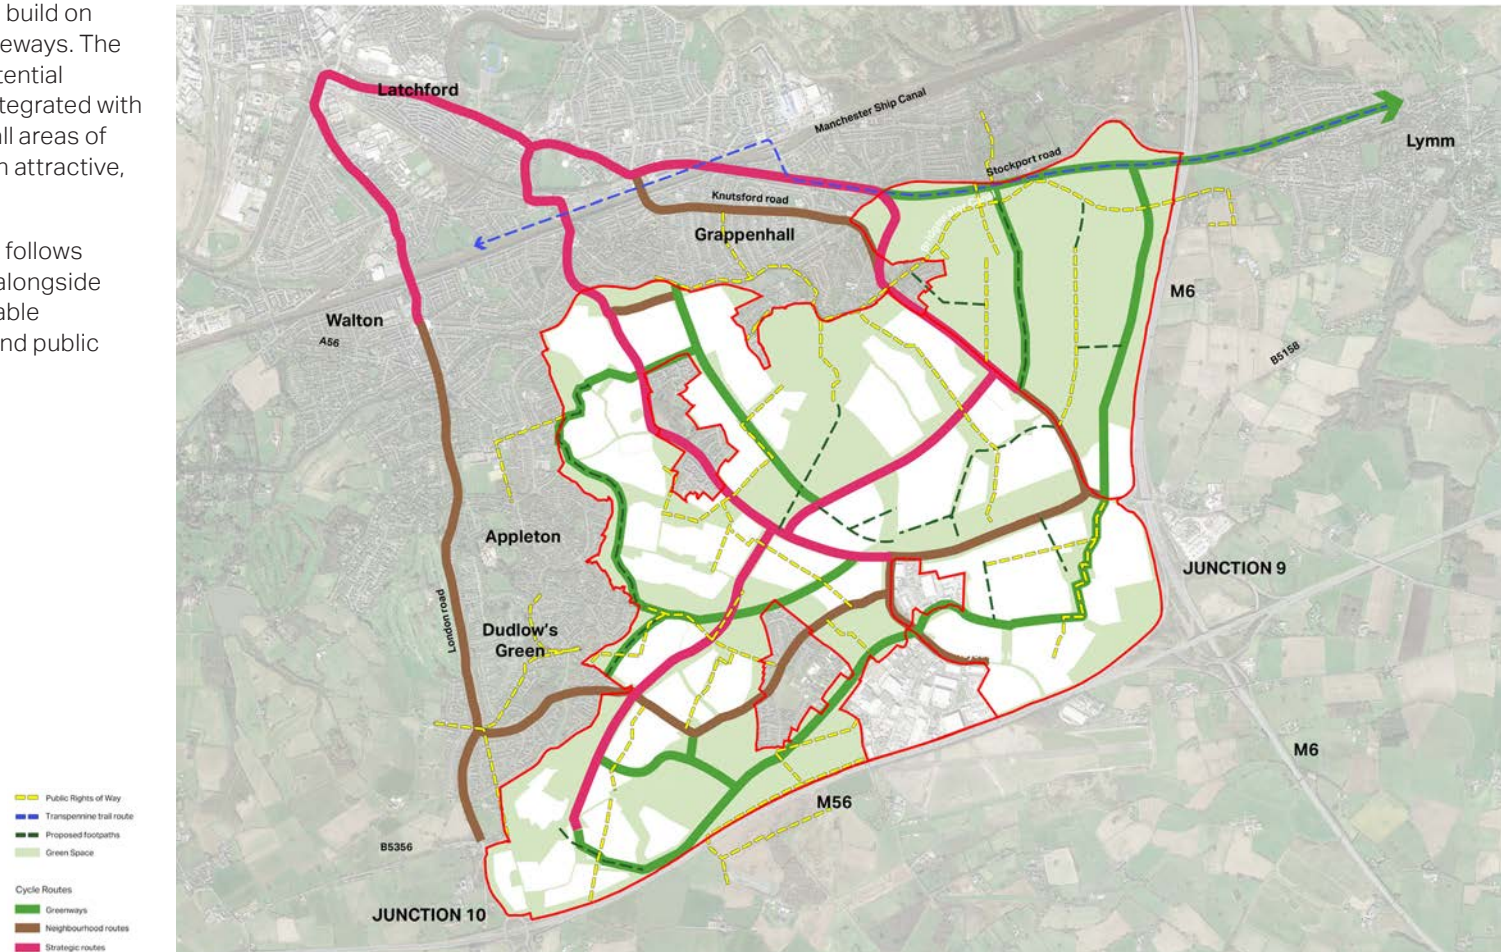 build on
eways. The
tential
tegrated with
all areas of
n attractive,
follows
alongside
able
nd public
Latchford
Manchester Ship Canal
Lymm
Stockport road
Knutsford road
Grappenhall
M6
Walton
A56
B5158
Appleton
JUNCTION 9
London road
Dudlow's
Green
M6
M56
B5356
JUNCTION 10
Public Rights of Way
Transpennine trail route
Proposed footpaths
Green Space
Cycle Routes
Greenways
Neighbourhood routes
Strategic routes